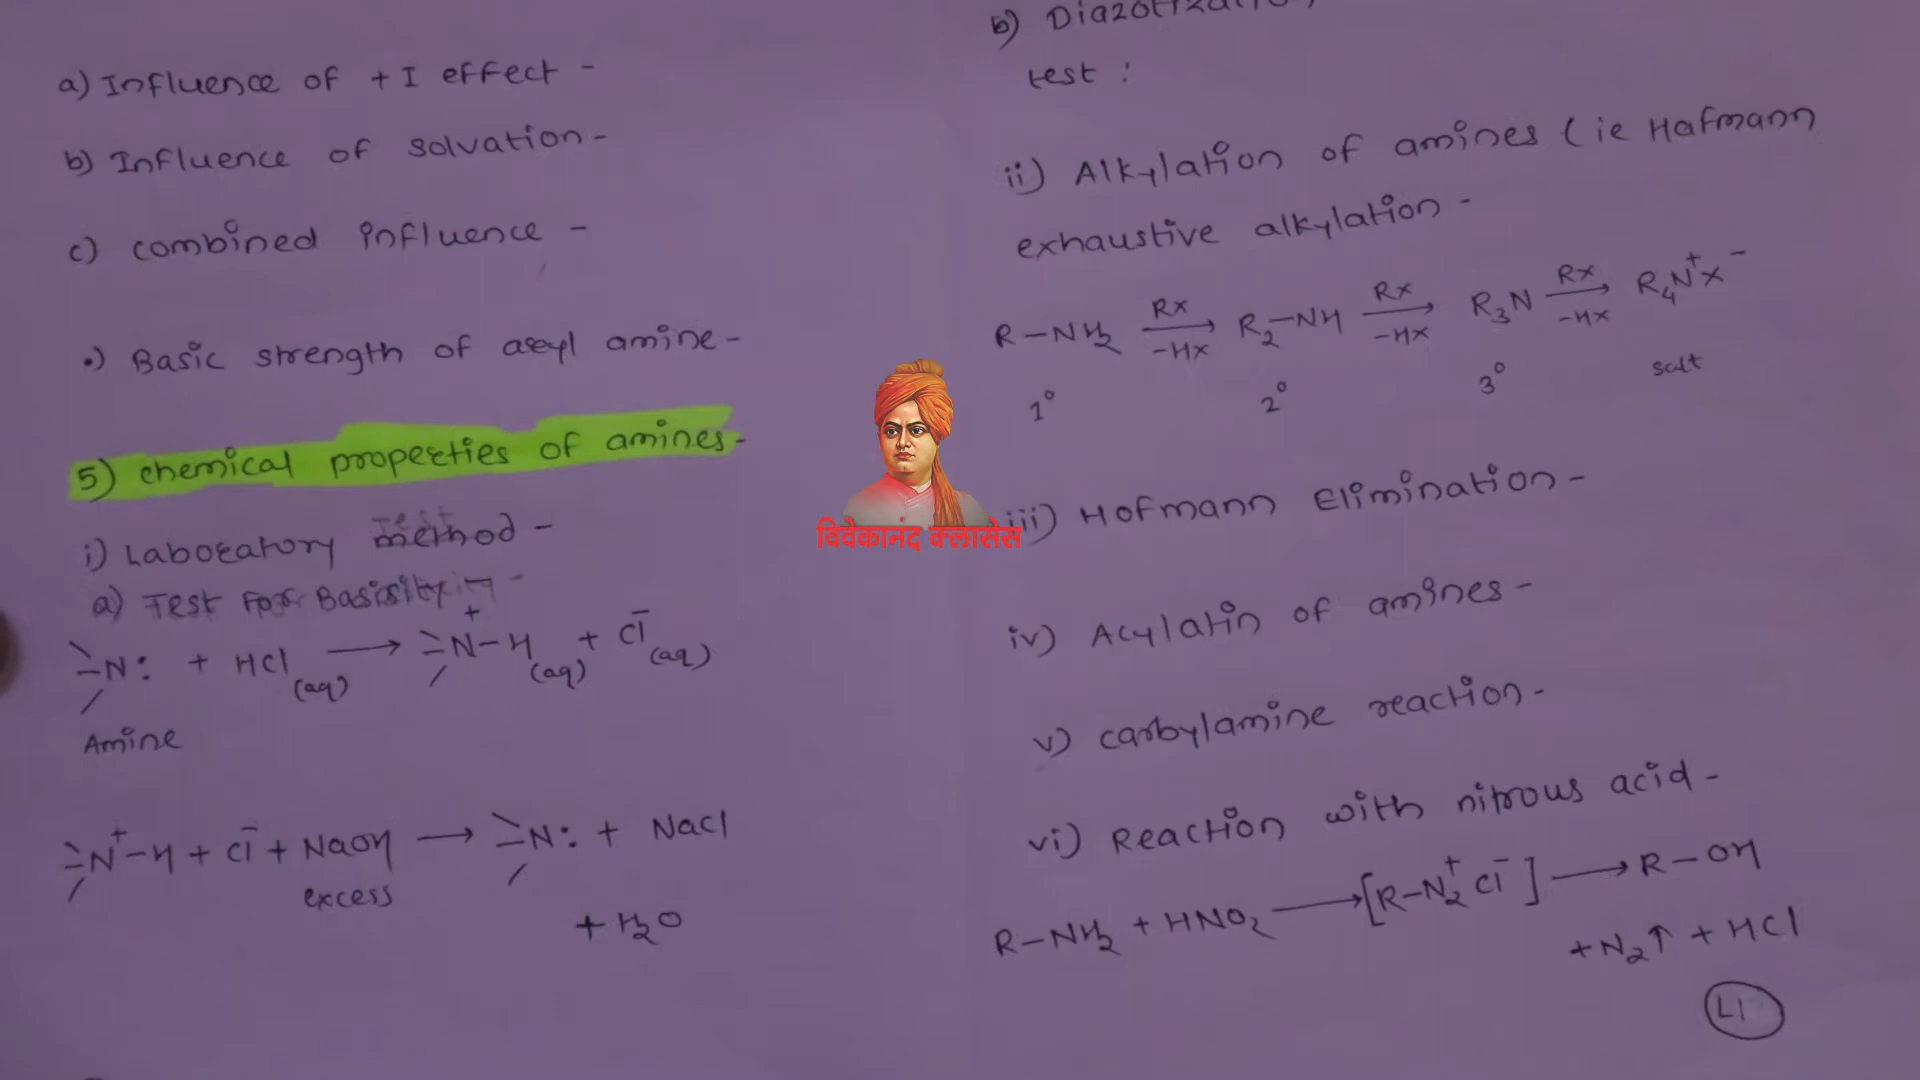 a) Influence of + I effect -
b) Influence of solvation -
c) combined influence -
•) Basic strength of aryl amine -
5) chemical properties of amines -
i) Laboratory method -
a) Test for Basicity -
-N: + HCl (aq) → =N-H + (aq) + Cl- (aq)
Amine
=N+-H + Cl- + NaOH → -N: + NaCl
excess
+ H2O
b)
test :
ii) Alkylation of amines ( ie Hafmann
exhaustive alkylation -
R-NH2 RX → -HX R2-NH RX → -HX R3N RX → -HX R4N+X-
1° 2° 3° salt
iii) Hofmann Elimination -
iv) Acylatin of amines -
v) carbylamine reaction -
vi) Reaction with nitrous acid -
R-NH2 + HNO2 → [R-N2+ Cl-] → R-OH
+ N2↑ + HCl
L1
विवेकानंद क्लासेस